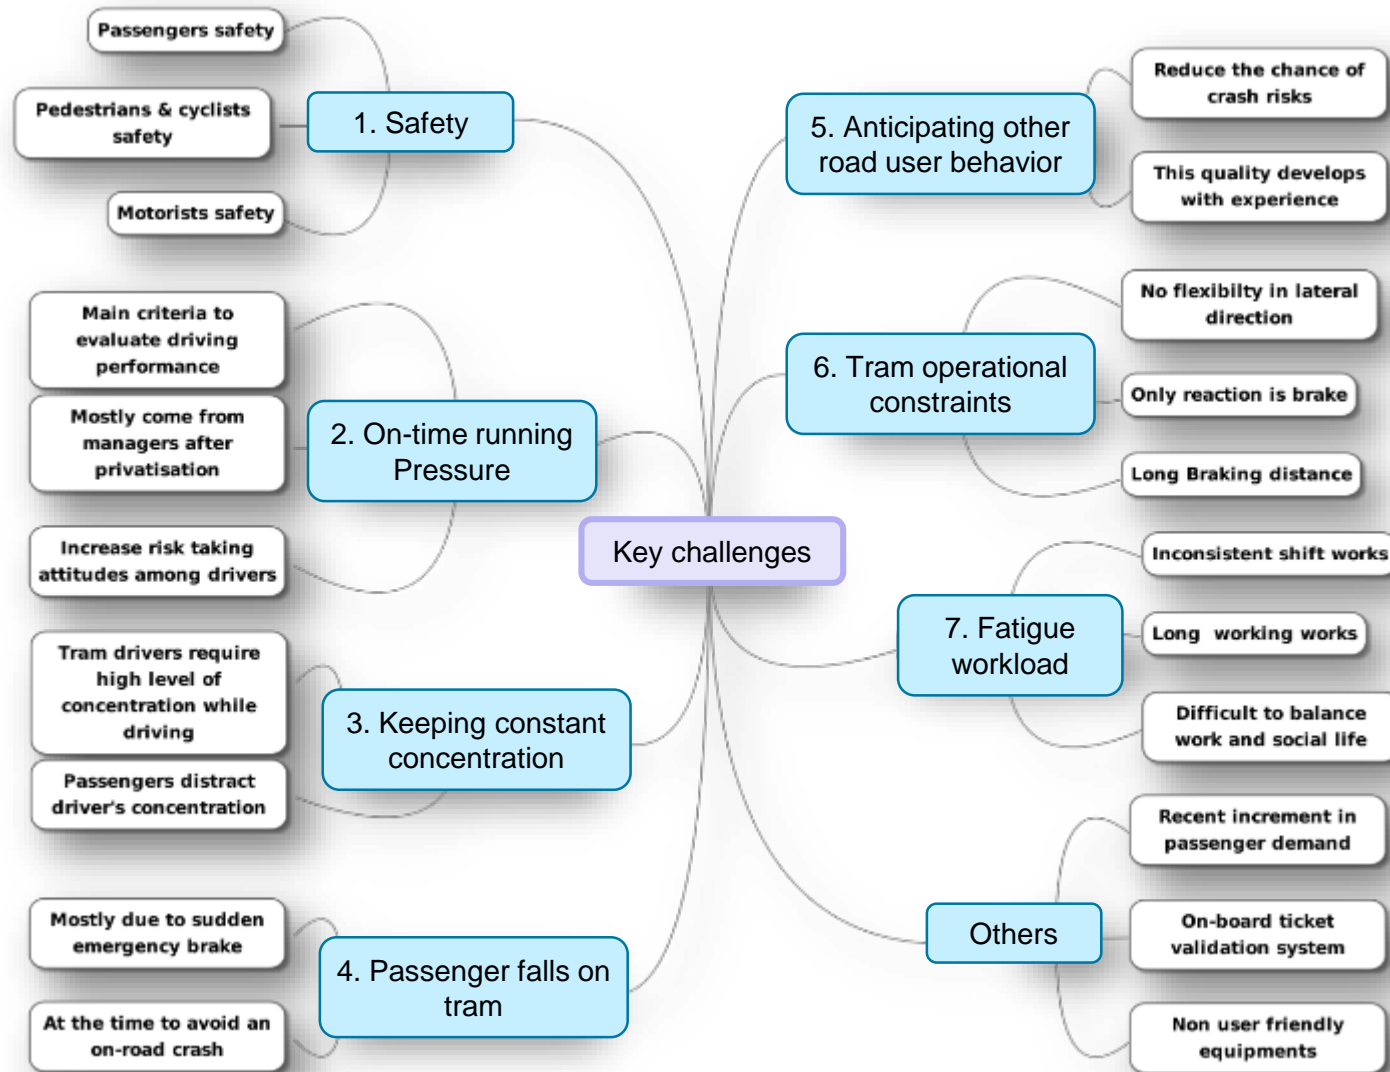 Passengers safety
Pedestrians & cyclists
safety
Motorists safety
1. Safety
Main criteria to
evaluate driving
performance
Mostly come from
managers after
privatisation
Increase risk taking
attitudes among drivers
2. On-time running
Pressure
Tram drivers require
high level of
concentration while
driving
Passengers distract
driver's concentration
3. Keeping constant
concentration
Mostly due to sudden
emergency brake
At the time to avoid an
on-road crash
4. Passenger falls on
tram
Key challenges
5. Anticipating other
road user behavior
Reduce the chance of
crash risks
This quality develops
with experience
6. Tram operational
constraints
No flexibilty in lateral
direction
Only reaction is brake
Long Braking distance
7. Fatigue
workload
Inconsistent shift works
Long working works
Difficult to balance
work and social life
Others
Recent increment in
passenger demand
On-board ticket
validation system
Non user friendly
equipments